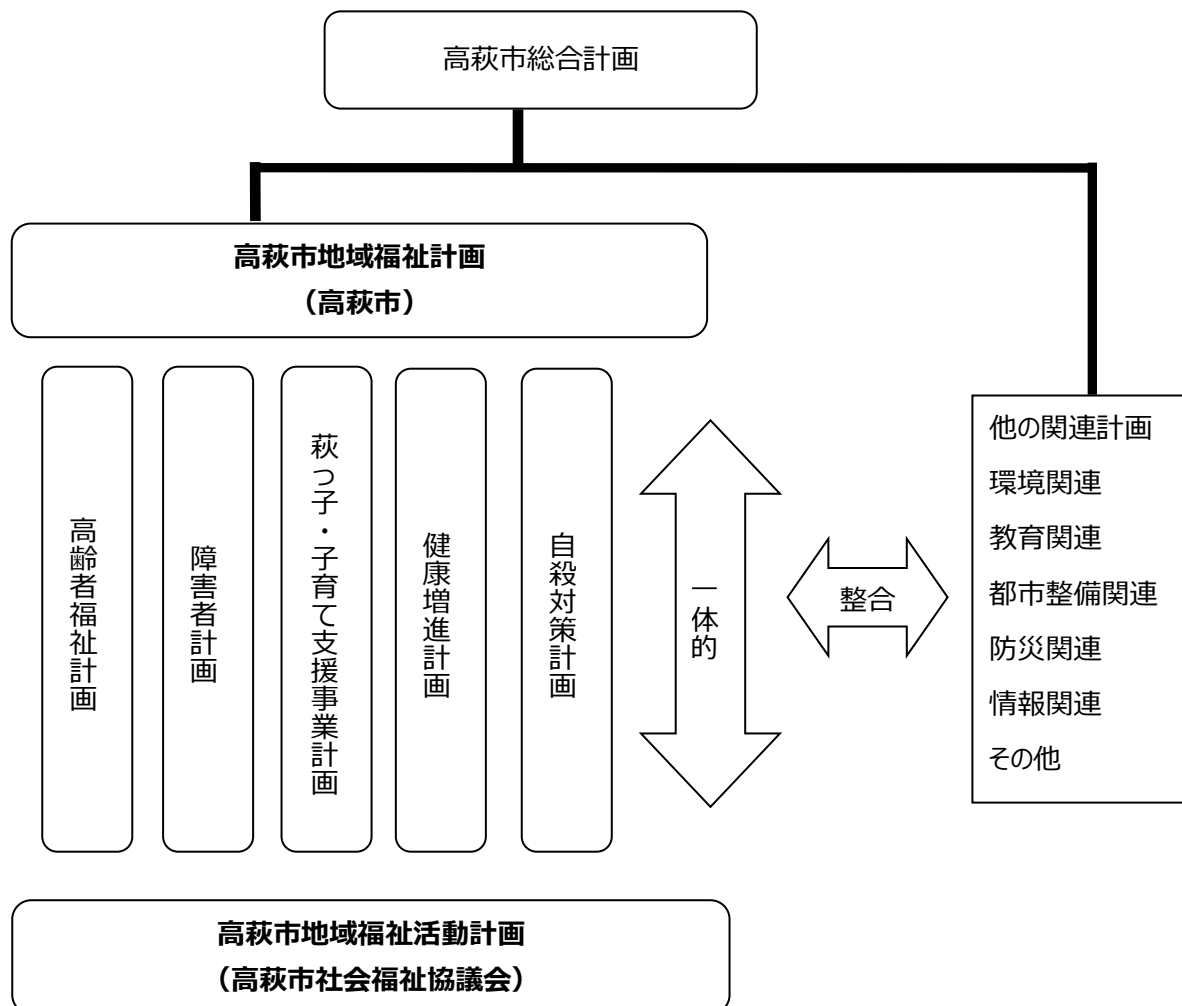 高萩市総合計画
高萩市地域福祉計画
（高萩市）
高齢者福祉計画
障害者計画
萩っ子・子育て支援事業計画
健康増進計画
自殺対策計画
一体的
整合
他の関連計画
環境関連
教育関連
都市整備関連
防災関連
情報関連
その他
高萩市地域福祉活動計画
（高萩市社会福祉協議会）